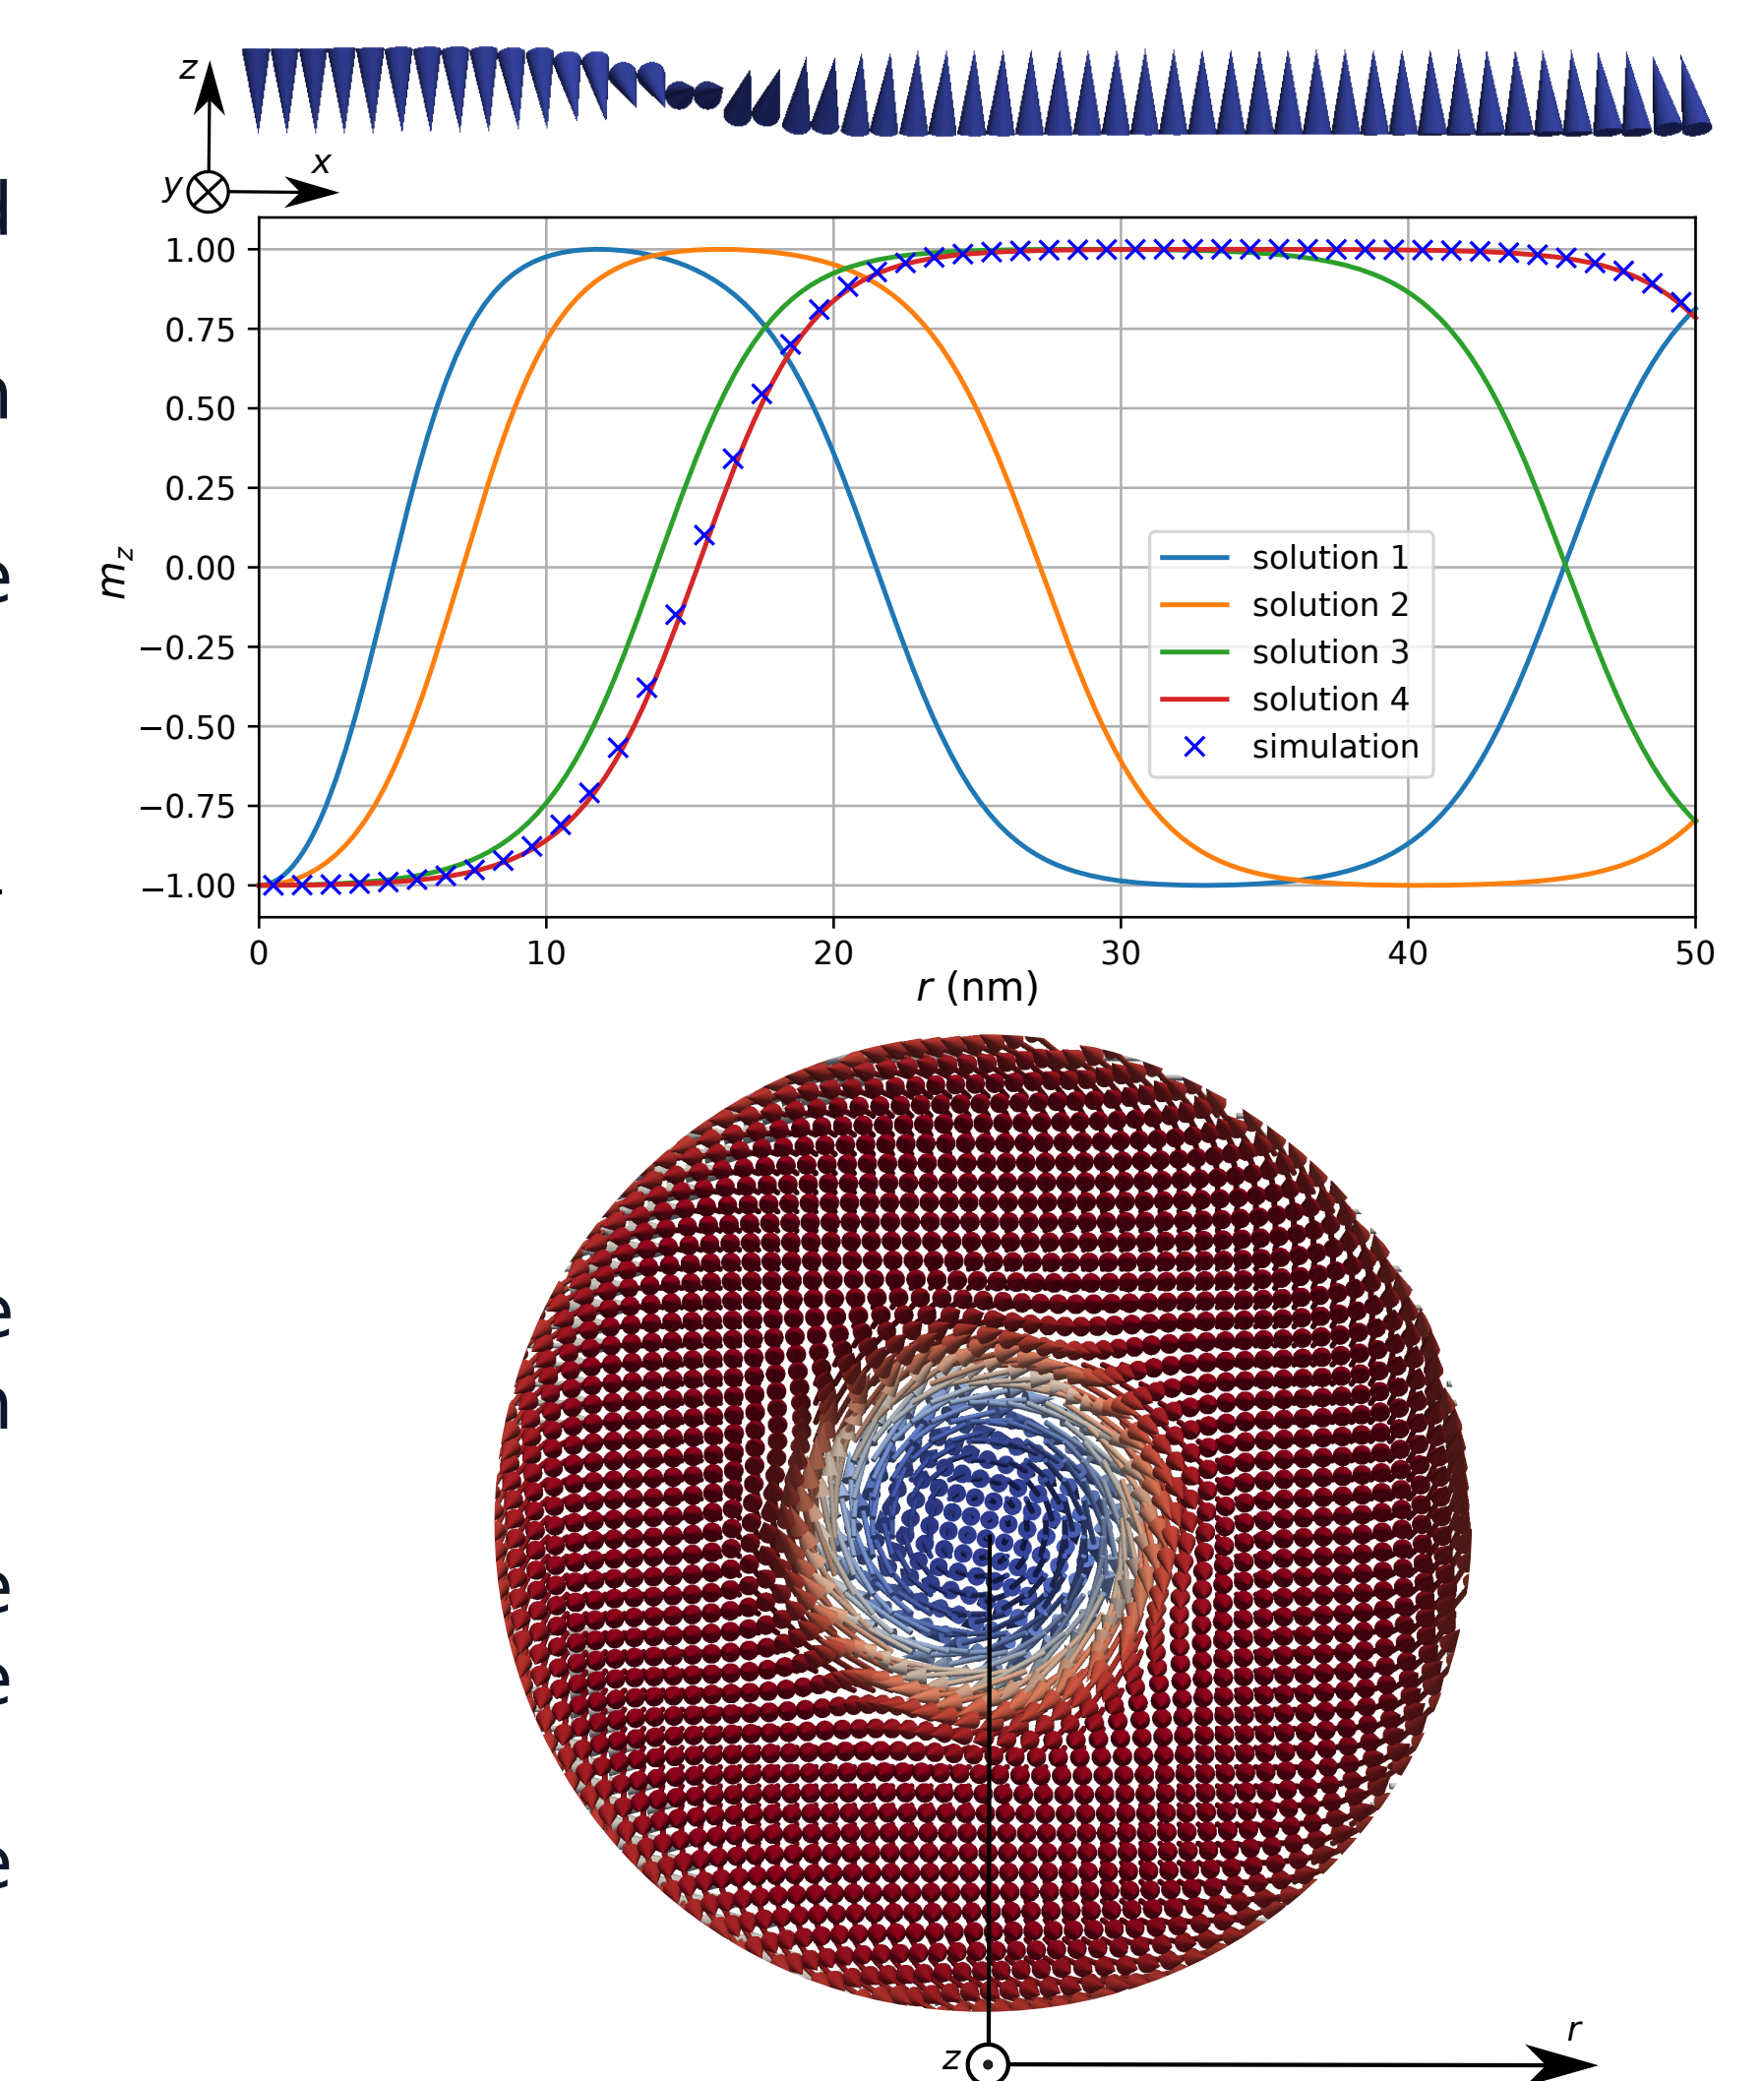 z
x
y
1.00
0.75
0.50
0.25
0.00
−0.25
−0.50
−0.75
−1.00
m_z
solution 1
solution 2
solution 3
solution 4
simulation
0 10 20 30 40 50
r (nm)
r
z